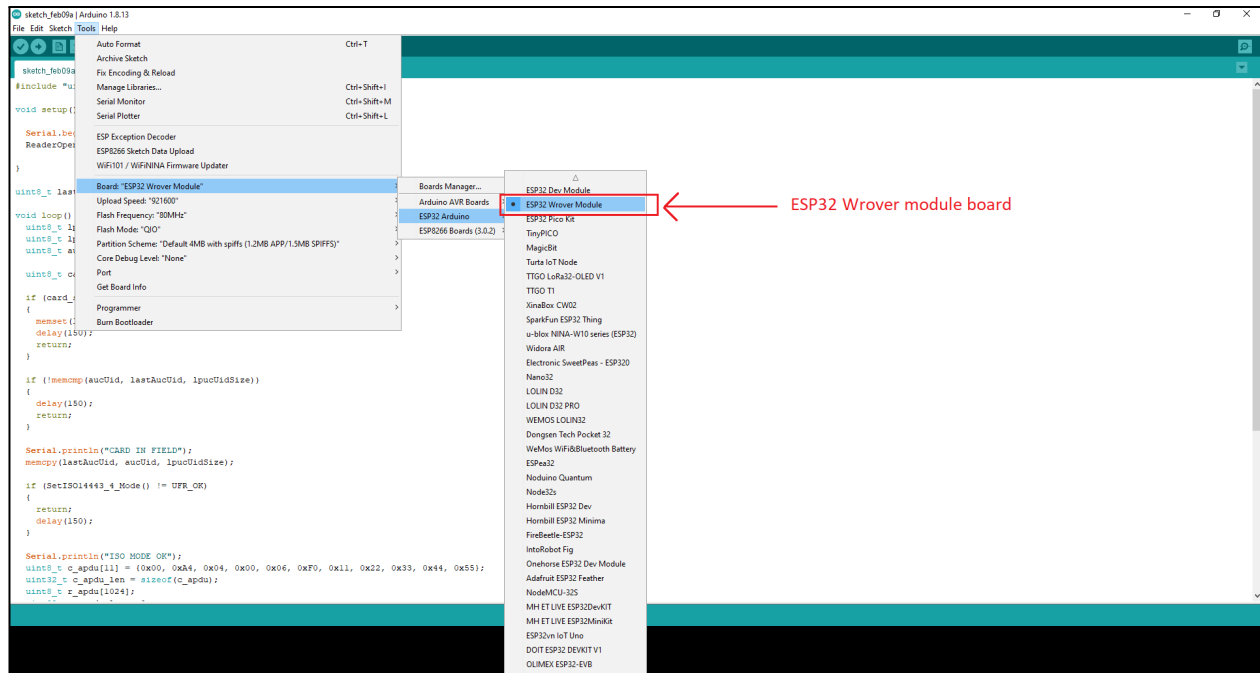 sketch_feb09a | Arduino 1.8.13
File Edit Sketch Tools Help
sketch_feb09a
Auto Format Ctrl+T
Archive Sketch
Fix Encoding & Reload
Manage Libraries... Ctrl+Shift+I
Serial Monitor Ctrl+Shift+M
Serial Plotter Ctrl+Shift+L
ESP Exception Decoder
ESP8266 Sketch Data Upload
WiFi101 / WiFiNINA Firmware Updater
Board: "ESP32 Wrover Module"
Upload Speed: "921600"
Flash Frequency: "80MHz"
Flash Mode: "QIO"
Partition Scheme: "Default 4MB with spiffs (1.2MB APP/1.5MB SPIFFS)"
Core Debug Level: "None"
Port
Get Board Info
Programmer
Burn Bootloader
Boards Manager...
Arduino AVR Boards
ESP32 Arduino
ESP8266 Boards (3.0.2)
ESP32 Dev Module
ESP32 Wrover Module
ESP32 Pico Kit
TinyPICO
MagicBit
Turta IoT Node
TTGO LoRa32-OLED V1
TTGO T1
XinaBox CW02
SparkFun ESP32 Thing
u-blox NINA-W10 series (ESP32)
Widora AIR
Electronic SweetPeas - ESP320
Nano32
LOLIN D32
LOLIN D32 PRO
WEMOS LOLIN32
Dongsen Tech Pocket 32
WeMos WiFi&Bluetooth Battery
ESPea32
Noduino Quantum
Node32s
Hornbill ESP32 Dev
Hornbill ESP32 Minima
FireBeetle-ESP32
IntoRobot Fig
Onehorse ESP32 Dev Module
Adafruit ESP32 Feather
NodeMCU-32S
MH ET LIVE ESP32DevKIT
MH ET LIVE ESP32MiniKit
ESP32vn IoT Uno
DOIT ESP32 DEVKIT V1
OLIMEX ESP32-EVB
ESP32 Wrover module board
#include "u
void setup()
Serial.beg
ReaderOper
}
uint8_t last
void loop()
uint8_t lp
uint8_t lp
uint8_t au
uint8_t ca
if (card_s
{
memset(l
delay(150);
return;
}
if (!memcmp(aucUid, lastAucUid, lpucUidSize))
{
delay(150);
return;
}
Serial.println("CARD IN FIELD");
memcpy(lastAucUid, aucUid, lpucUidSize);
if (SetISO14443_4_Mode() != UFR_OK)
{
return;
delay(150);
}
Serial.println("ISO MODE OK");
uint8_t c_apdu[11] = {0x00, 0xA4, 0x04, 0x00, 0x06, 0xF0, 0x11, 0x22, 0x33, 0x44, 0x55};
uint32_t c_apdu_len = sizeof(c_apdu);
uint8_t r_apdu[1024];